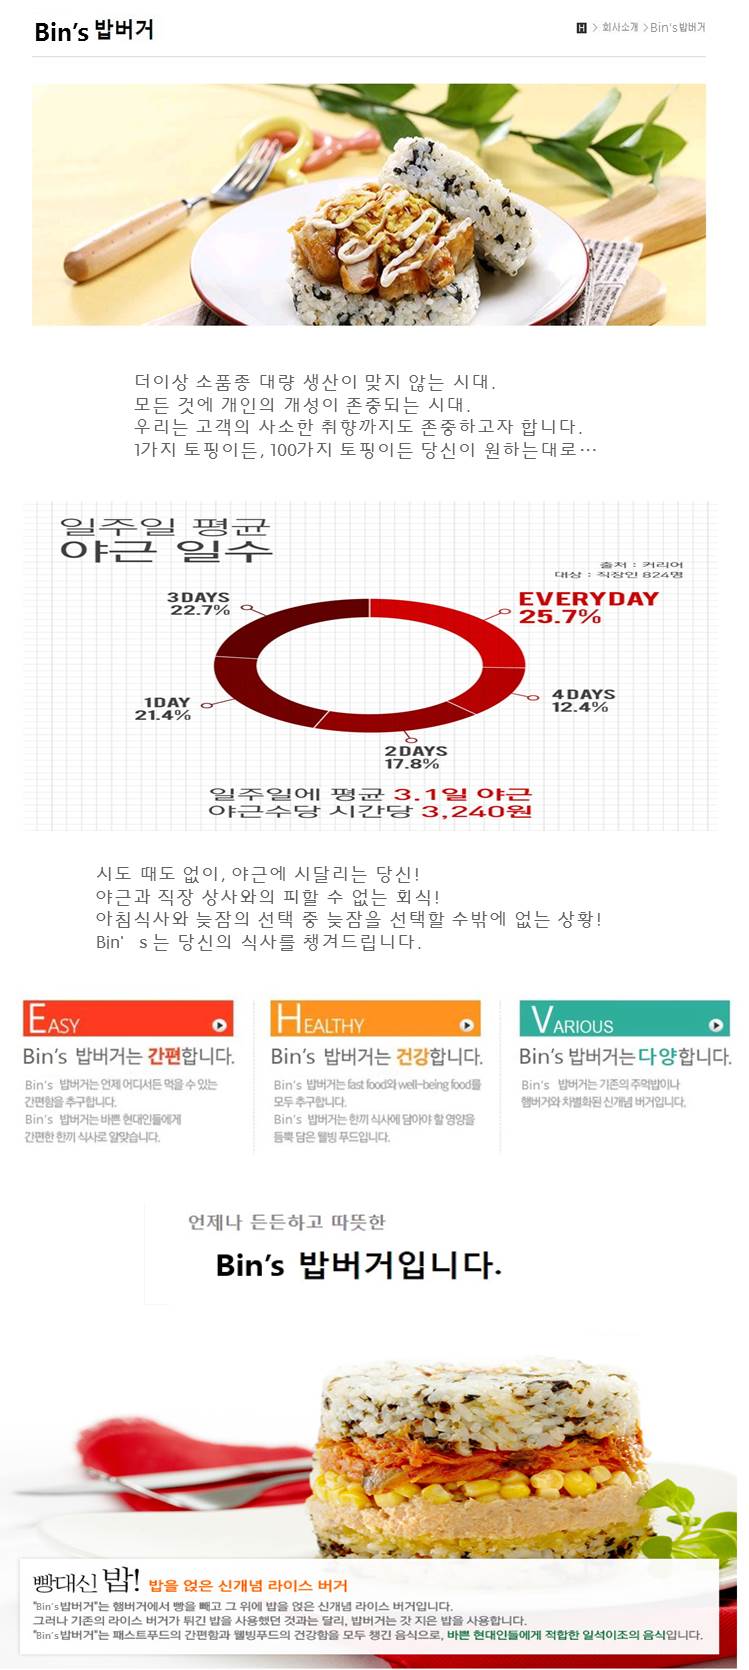 Bin's 밥버거
H > 회사소개 > Bin's밥버거
더이상 소품종 대량 생산이 맞지 않는 시대.
모든 것에 개인의 개성이 존중되는 시대.
우리는 고객의 사소한 취향까지도 존중하고자 합니다.
1가지 토핑이든, 100가지 토핑이든 당신이 원하는대로…
일주일 평균
야근 일수
출처 : 커리어
대상 : 직장인 824명
3DAYS
22.7%
EVERYDAY
25.7%
1DAY
21.4%
4DAYS
12.4%
2DAYS
17.8%
일주일에 평균 3.1일 야근
야근수당 시간당 3,240원
시도 때도 없이, 야근에 시달리는 당신!
야근과 직장 상사와의 피할 수 없는 회식!
아침식사와 늦잠의 선택 중 늦잠을 선택할 수밖에 없는 상황!
Bin's 는 당신의 식사를 챙겨드립니다.
EASY
Bin's 밥버거는 간편합니다.
Bin's 밥버거는 언제 어디서든 먹을 수 있는
간편함을 추구합니다.
Bin's 밥버거는 바쁜 현대인들에게
간편한 한끼 식사로 알맞습니다.
HEALTHY
Bin's 밥버거는 건강합니다.
Bin's 밥버거는 fast food와 well-being food를
모두 추구합니다.
Bin's 밥버거는 한끼 식사에 담아야 할 영양을
듬뿍 담은 웰빙 푸드입니다.
VARIOUS
Bin's 밥버거는 다양합니다.
Bin's 밥버거는 기존의 주먹밥이나
햄버거와 차별화된 신개념 버거입니다.
언제나 든든하고 따뜻한
Bin's 밥버거입니다.
빵대신 밥! 밥을 얹은 신개념 라이스 버거
"Bin's밥버거"는 햄버거에서 빵을 빼고 그 위에 밥을 얹은 신개념 라이스 버거입니다.
그러나 기존의 라이스 버거가 튀긴 밥을 사용했던 것과는 달리, 밥버거는 갓 지은 밥을 사용합니다.
"Bin's밥버거"는 패스트푸드의 간편함과 웰빙푸드의 건강함을 모두 챙긴 음식으로, 바쁜 현대인들에게 적합한 일석이조의 음식입니다.